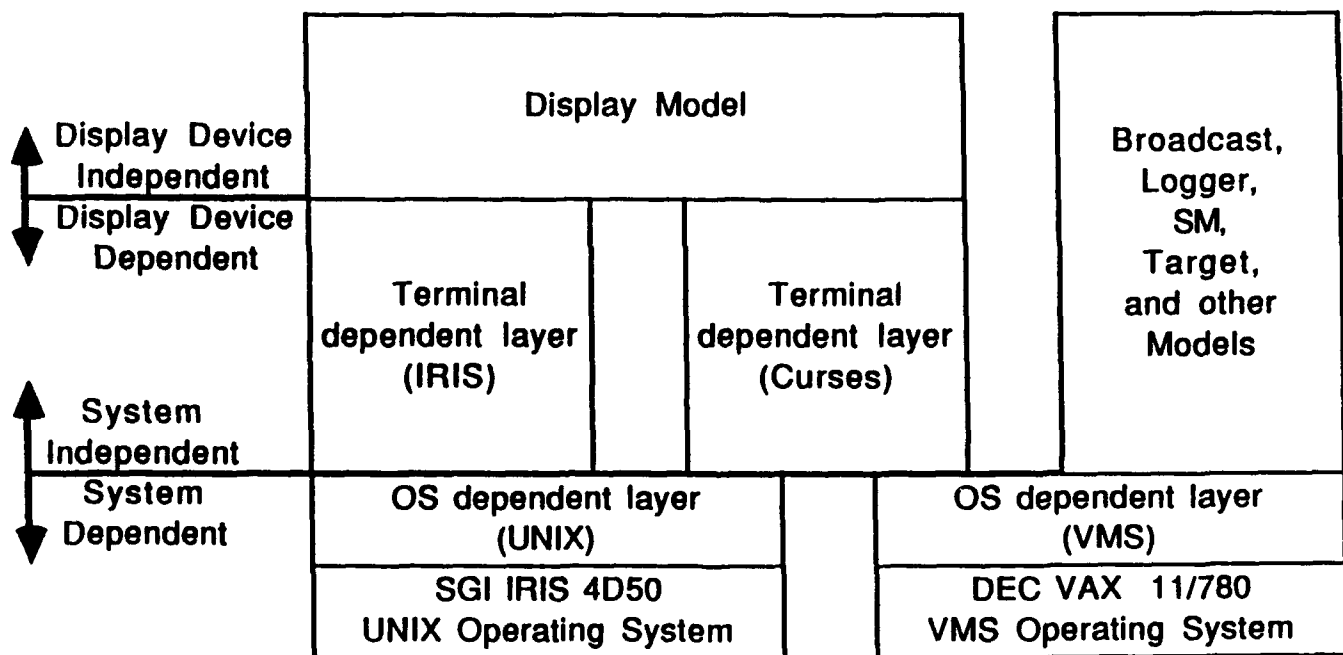 Display Model
Display Device
Independent
Display Device
Dependent
Broadcast,
Logger,
SM,
Target,
and other
Models
Terminal
dependent layer
(IRIS)
Terminal
dependent layer
(Curses)
System
Independent
System
Dependent
OS dependent layer
(UNIX)
OS dependent layer
(VMS)
SGI IRIS 4D50
UNIX Operating System
DEC VAX 11/780
VMS Operating System